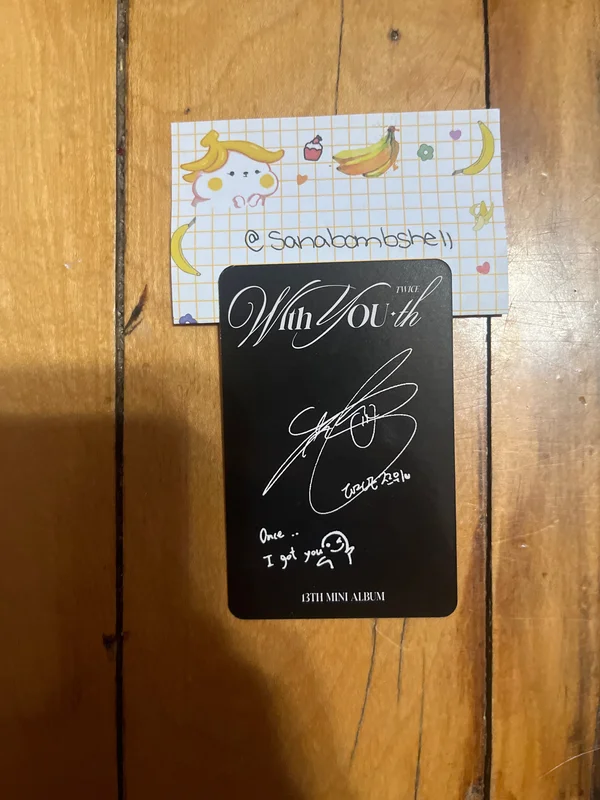 @sanabombshell
TWICE
With YOU-th
Once ..
I got you
13TH MINI ALBUM